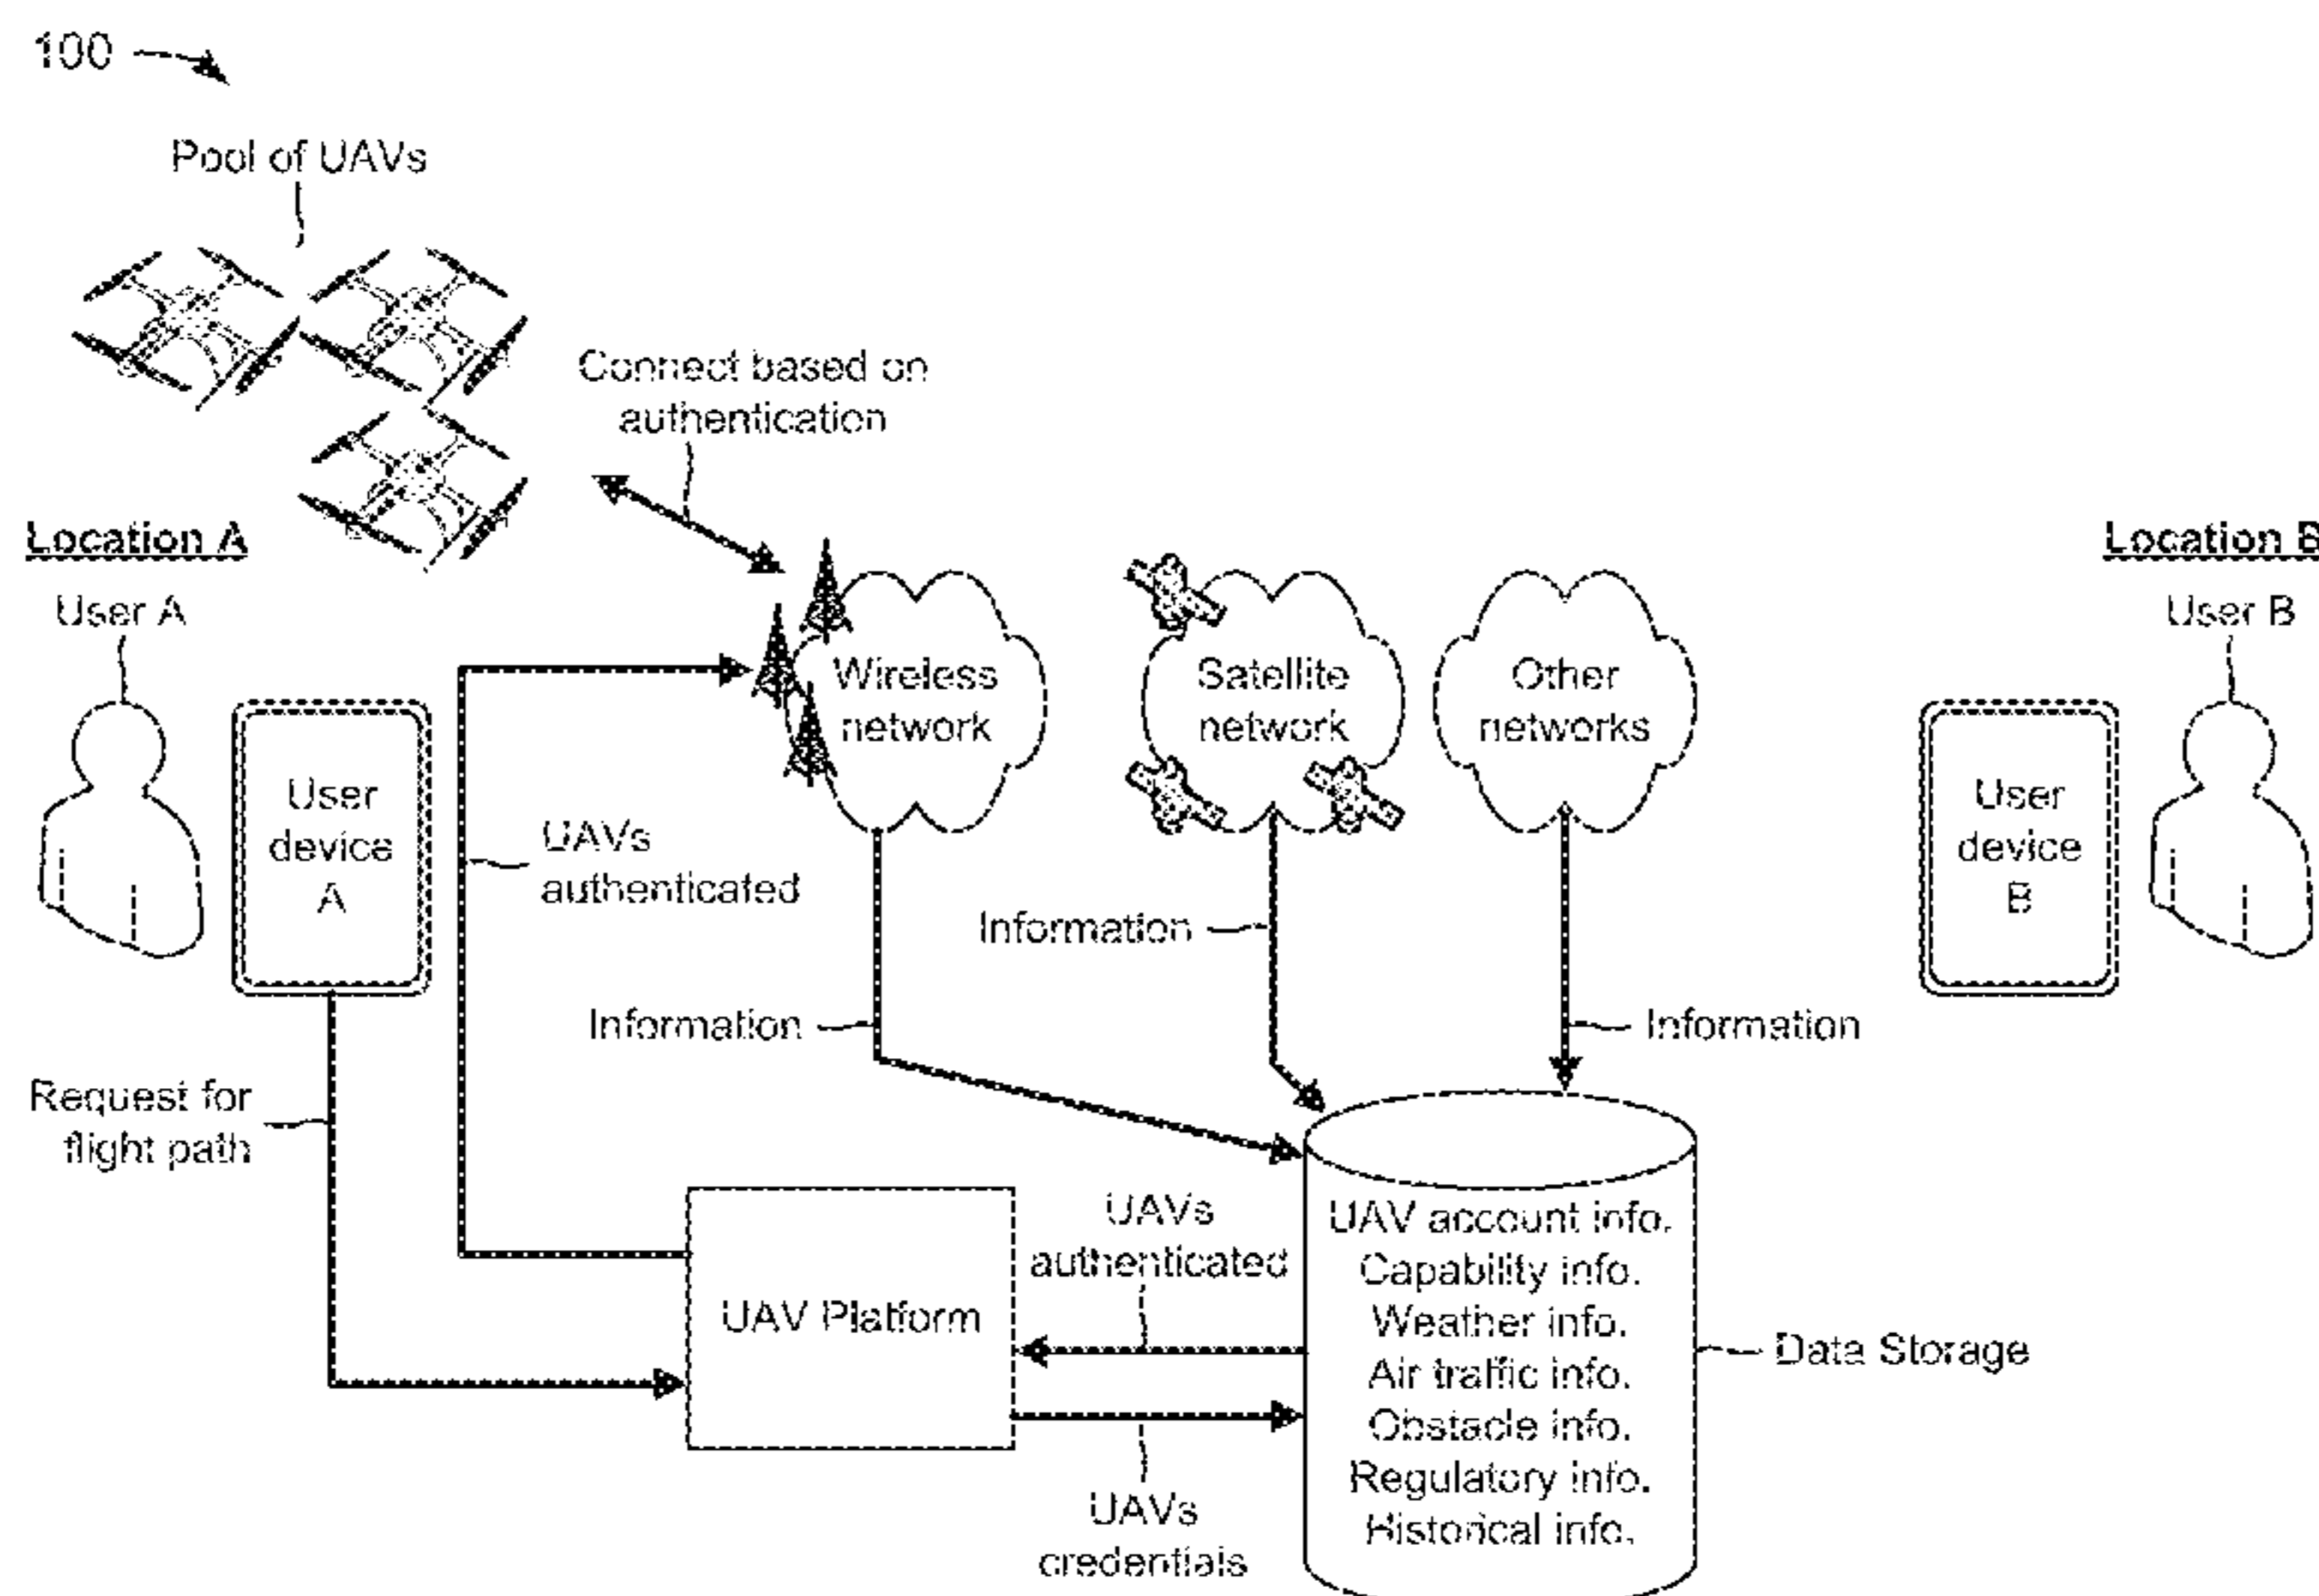 100
Pool of UAVs
Connect based on
authentication
Location A
Location B
User A
User B
Wireless
network
Satellite
network
Other
networks
User
device
A
User
device
B
UAVs
authenticated
Information
Information
Information
Request for
flight path
UAV Platform
UAVs
authenticated
UAVs
credentials
UAV account info.
Capability info.
Weather info.
Air traffic info.
Obstacle info.
Regulatory info.
Historical info.
Data Storage